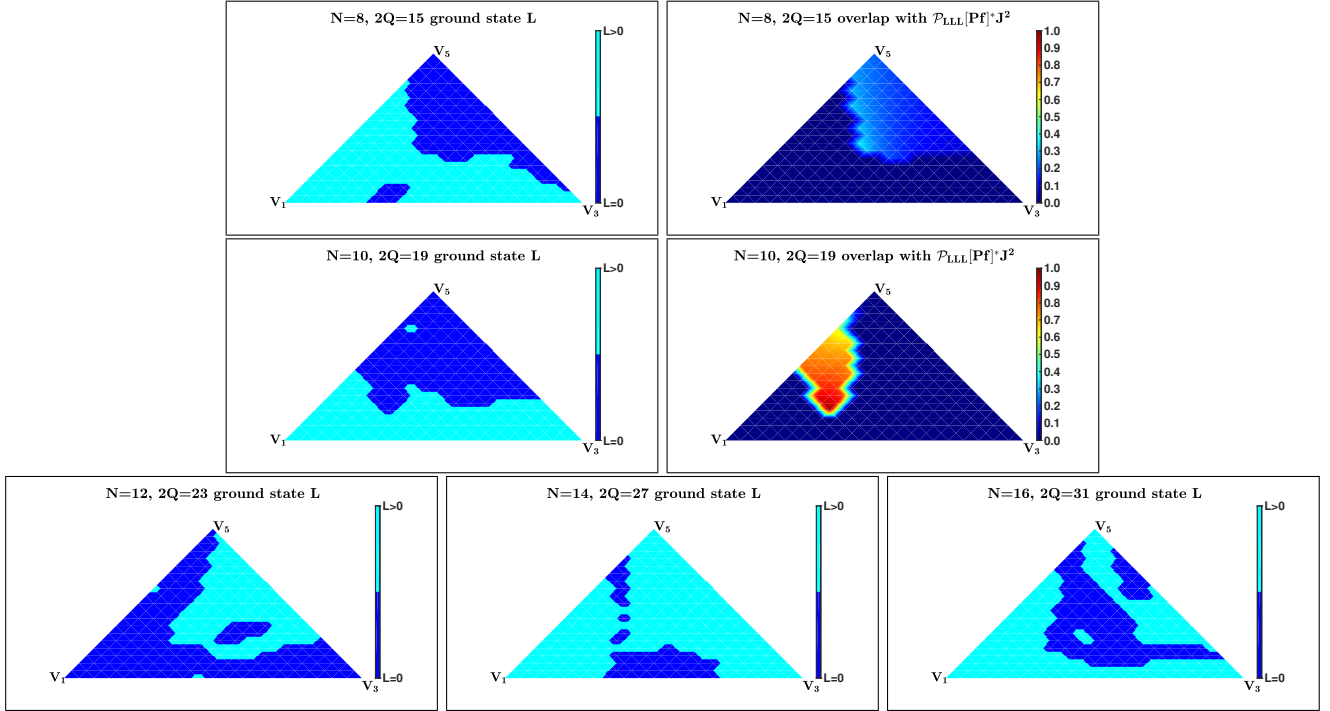 N=8, 2Q=15 ground state L
V₅
V₁
V₃
L>0
L=0
N=8, 2Q=15 overlap with 𝒫_LLL[Pf]*J²
V₅
V₁
V₃
1.0
0.9
0.8
0.7
0.6
0.5
0.4
0.3
0.2
0.1
0.0
N=10, 2Q=19 ground state L
V₅
V₁
V₃
L>0
L=0
N=10, 2Q=19 overlap with 𝒫_LLL[Pf]*J²
V₅
V₁
V₃
1.0
0.9
0.8
0.7
0.6
0.5
0.4
0.3
0.2
0.1
0.0
N=12, 2Q=23 ground state L
V₅
V₁
V₃
L>0
L=0
N=14, 2Q=27 ground state L
V₅
V₁
V₃
L>0
L=0
N=16, 2Q=31 ground state L
V₅
V₁
V₃
L>0
L=0